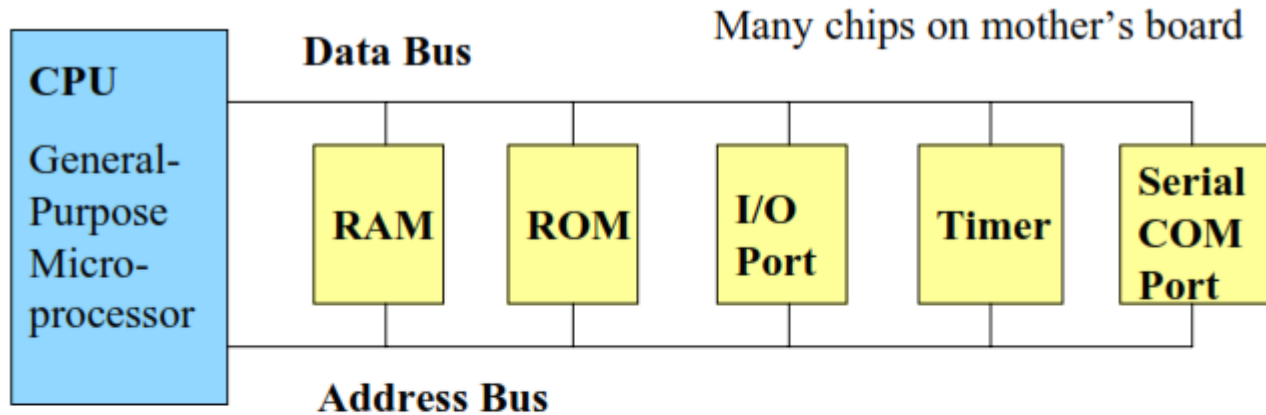 Many chips on mother's board
Data Bus
CPU
General-
Purpose
Micro-
processor
RAM
ROM
I/O
Port
Timer
Serial
COM
Port
Address Bus